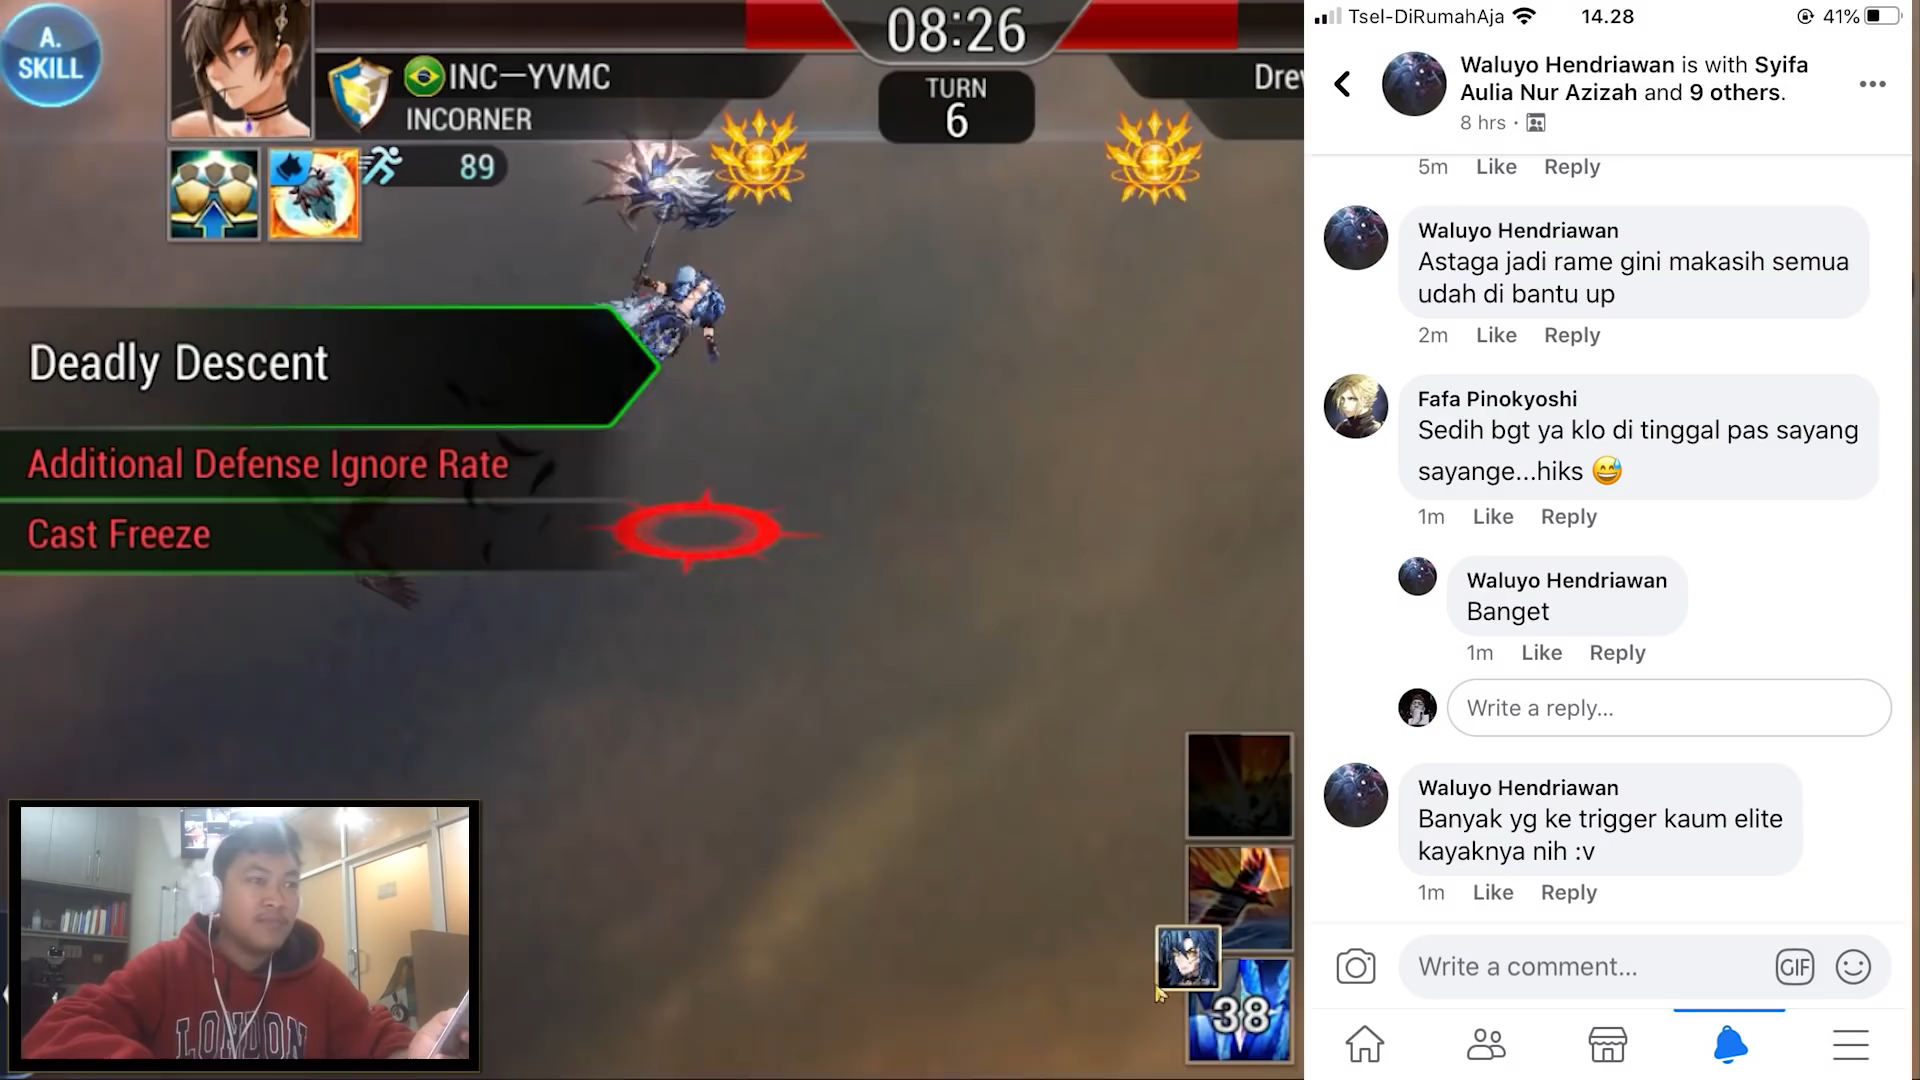 A.
SKILL
INC—YVMC
INCORNER
89
08:26
TURN
6
Drev
Deadly Descent
Additional Defense Ignore Rate
Cast Freeze
38
LONDON
Tsel-DiRumahAja
14.28
41%
Waluyo Hendriawan is with Syifa
Aulia Nur Azizah and 9 others.
8 hrs ·
5m Like Reply
Waluyo Hendriawan
Astaga jadi rame gini makasih semua
udah di bantu up
2m Like Reply
Fafa Pinokyoshi
Sedih bgt ya klo di tinggal pas sayang
sayange...hiks 😅
1m Like Reply
Waluyo Hendriawan
Banget
1m Like Reply
Write a reply...
Waluyo Hendriawan
Banyak yg ke trigger kaum elite
kayaknya nih :v
1m Like Reply
Write a comment...
GIF